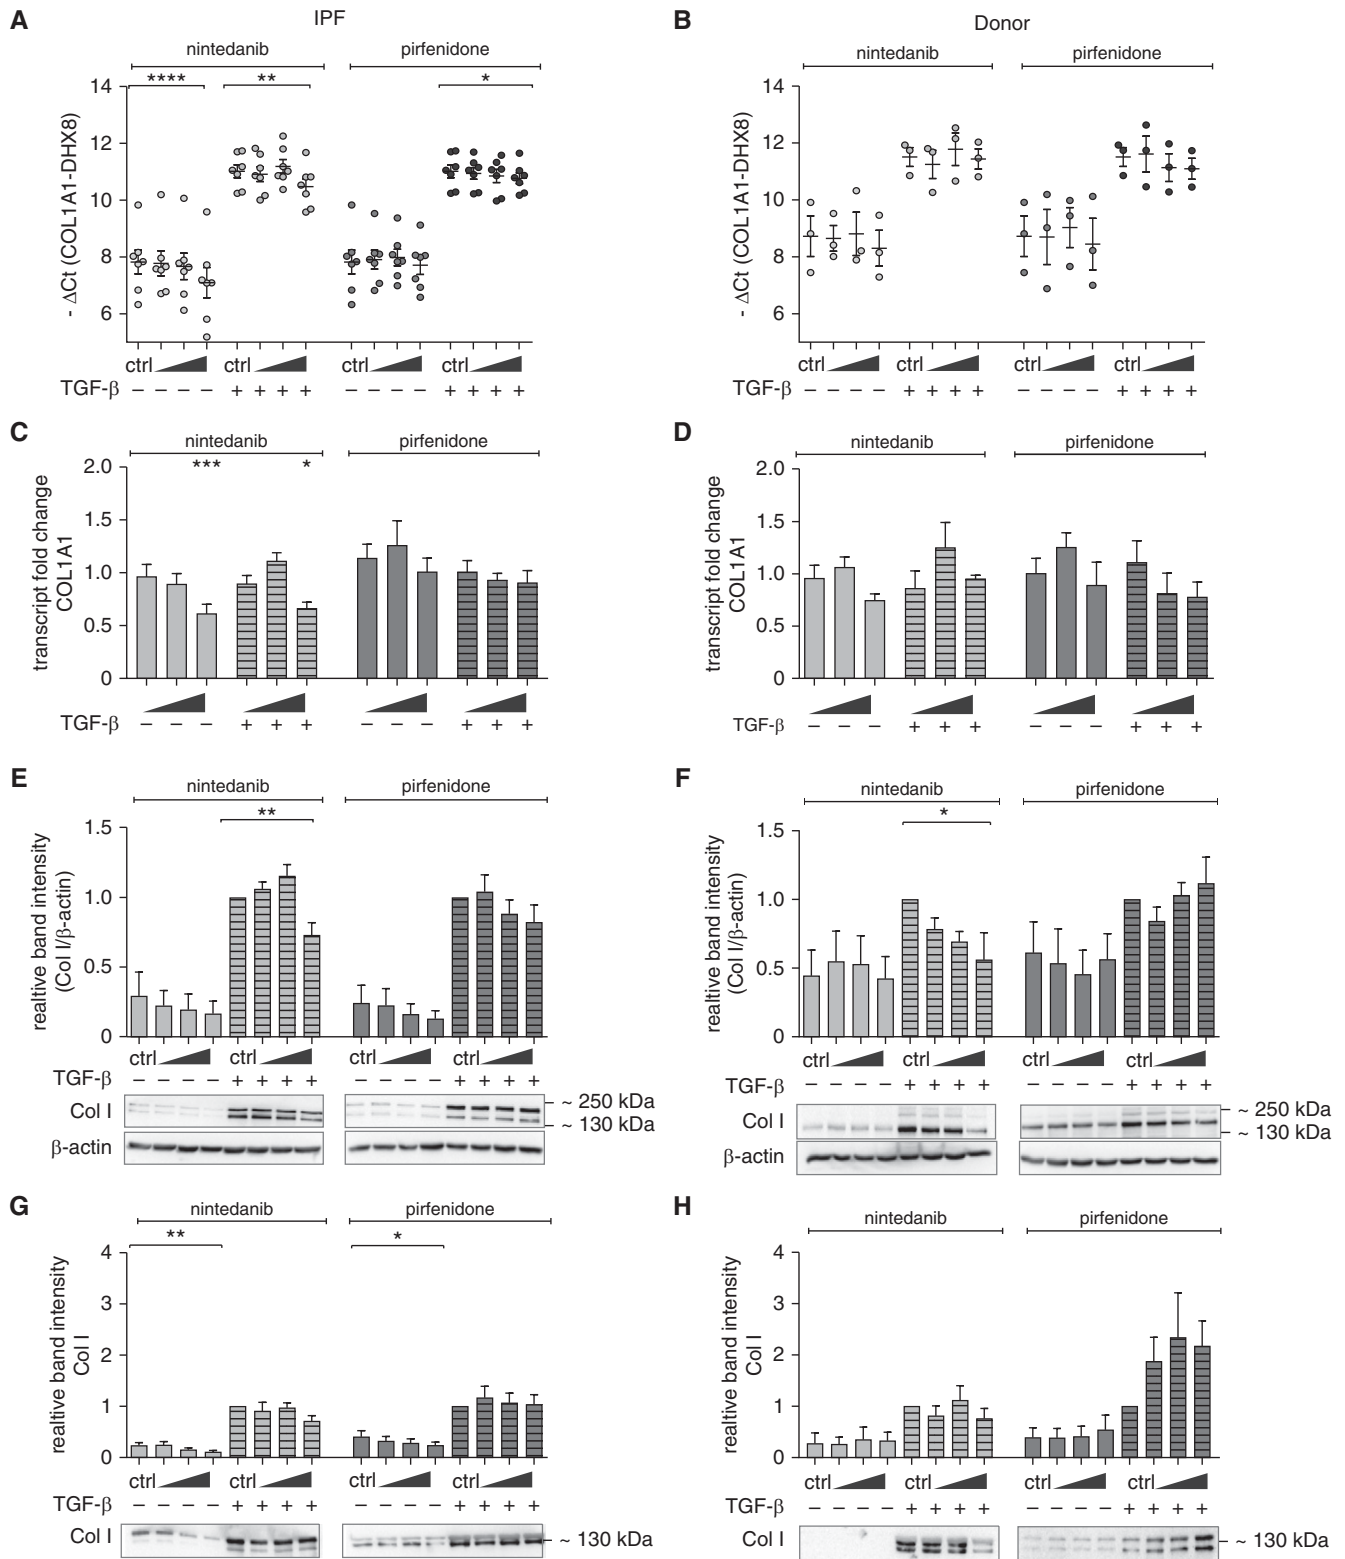 A IPF B Donor
nintedanib pirfenidone nintedanib pirfenidone
**** ** *
- ΔCt (COL1A1-DHX8)
14
12
10
8
6
ctrl ctrl ctrl ctrl
TGF-β – – – – + + + + – – – – + + + +
- ΔCt (COL1A1-DHX8)
14
12
10
8
6
ctrl ctrl ctrl ctrl
TGF-β – – – – + + + + – – – – + + + +
C nintedanib pirfenidone
*** *
transcript fold change
COL1A1
2.0
1.5
1.0
0.5
0
TGF-β – – – + + + – – – + + +
D nintedanib pirfenidone
transcript fold change
COL1A1
2.0
1.5
1.0
0.5
0
TGF-β – – – + + + – – – + + +
E nintedanib pirfenidone
**
realtive band intensity
(Col I/β-actin)
1.5
1.0
0.5
0
ctrl ctrl ctrl ctrl
TGF-β – – – – + + + + – – – – + + + +
Col I ~ 250 kDa
~ 130 kDa
β-actin
F nintedanib pirfenidone
*
realtive band intensity
(Col I/β-actin)
1.5
1.0
0.5
0
ctrl ctrl ctrl ctrl
TGF-β – – – – + + + + – – – – + + + +
Col I ~ 250 kDa
~ 130 kDa
β-actin
G nintedanib pirfenidone
** *
realtive band intensity
Col I
4
3
2
1
0
ctrl ctrl ctrl ctrl
TGF-β – – – – + + + + – – – – + + + +
Col I ~ 130 kDa
H nintedanib pirfenidone
realtive band intensity
Col I
4
3
2
1
0
ctrl ctrl ctrl ctrl
TGF-β – – – – + + + + – – – – + + + +
Col I ~ 130 kDa